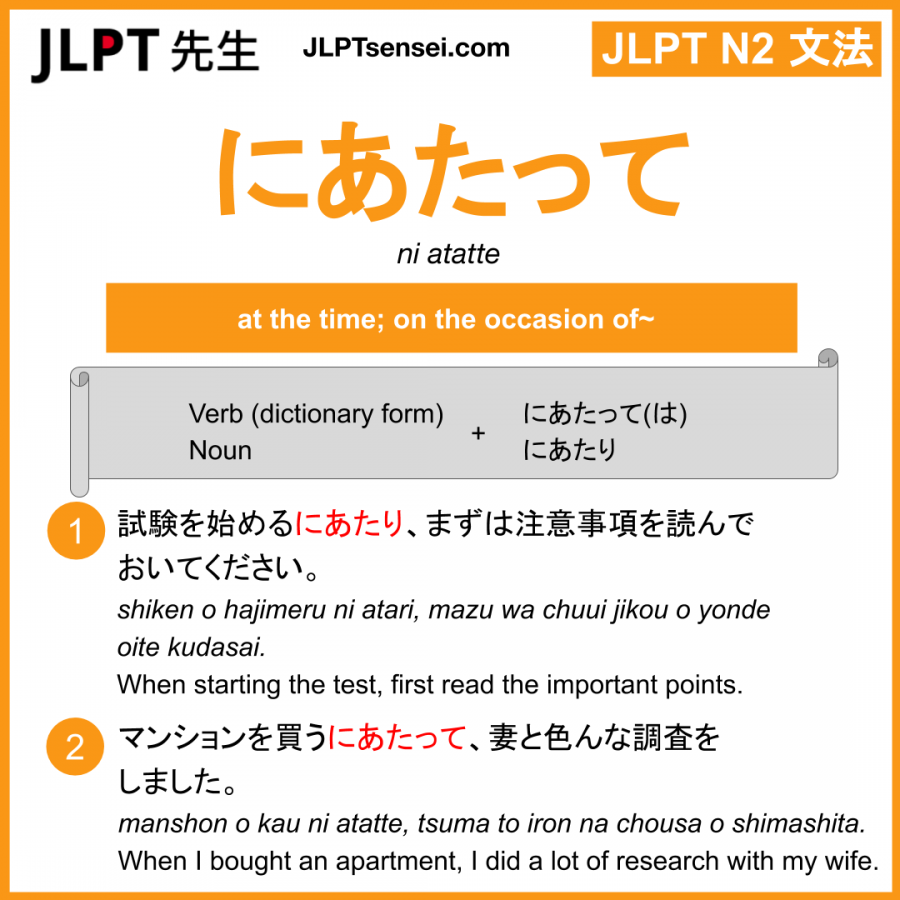 JLPT 先生
JLPTsensei.com
JLPT N2 文法
にあたって
ni atatte
at the time; on the occasion of~
Verb (dictionary form)
Noun
+
にあたって(は)
にあたり
1
試験を始めるにあたり、まずは注意事項を読んで
おいてください。
shiken o hajimeru ni atari, mazu wa chuui jikou o yonde
oite kudasai.
When starting the test, first read the important points.
2
マンションを買うにあたって、妻と色んな調査を
しました。
manshon o kau ni atatte, tsuma to iron na chousa o shimashita.
When I bought an apartment, I did a lot of research with my wife.